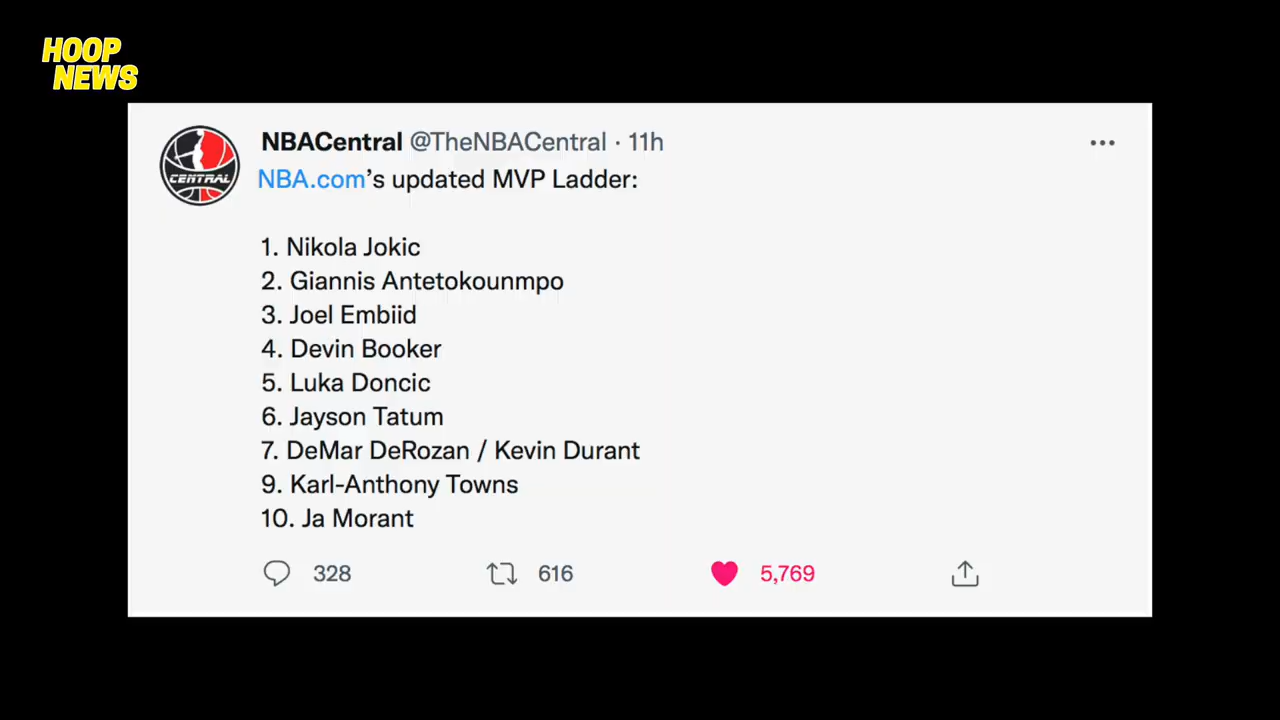 HOOP
NEWS
NBACentral @TheNBACentral · 11h
NBA.com’s updated MVP Ladder:
CENTRAL
1. Nikola Jokic
2. Giannis Antetokounmpo
3. Joel Embiid
4. Devin Booker
5. Luka Doncic
6. Jayson Tatum
7. DeMar DeRozan / Kevin Durant
9. Karl-Anthony Towns
10. Ja Morant
328 616 5,769